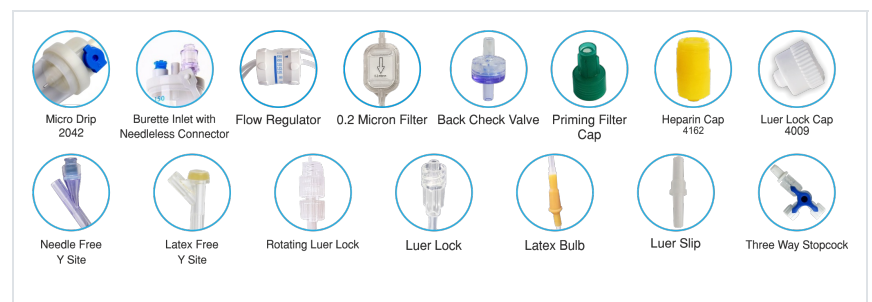 Micro Drip
2042
Burette Inlet with
Needleless Connector
Flow Regulator
0.2 Micron Filter
Back Check Valve
Priming Filter
Cap
Heparin Cap
4162
Luer Lock Cap
4009
150
Needle Free
Y Site
Latex Free
Y Site
Rotating Luer Lock
Luer Lock
Latex Bulb
Luer Slip
Three Way Stopcock